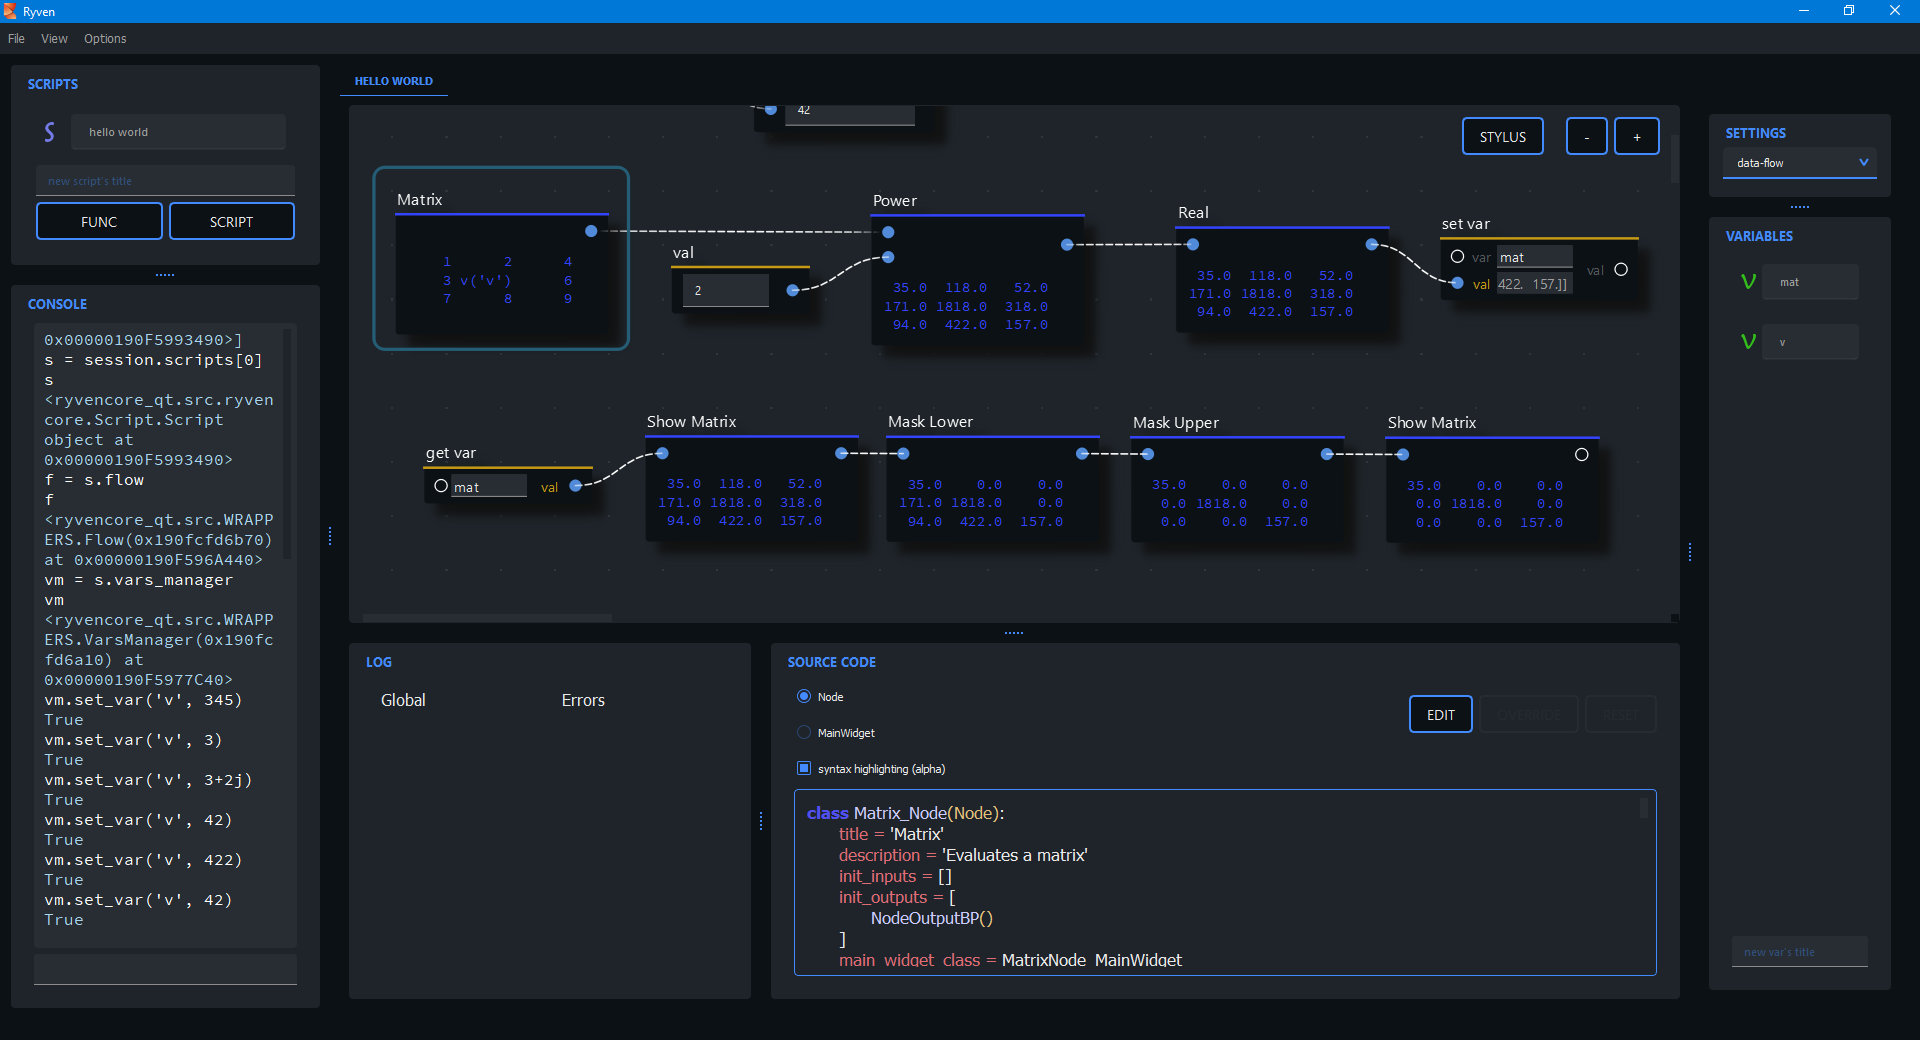 Ryven
File View Options
SCRIPTS
hello world
new script's title
FUNC SCRIPT
CONSOLE
0x00000190F5993490>]
s = session.scripts[0]
s
<ryvencore_qt.src.ryven
core.Script.Script
object at
0x00000190F5993490>
f = s.flow
f
<ryvencore_qt.src.WRAPP
ERS.Flow(0x190fcfd6b70)
at 0x00000190F596A440>
vm = s.vars_manager
vm
<ryvencore_qt.src.WRAPP
ERS.VarsManager(0x190fc
fd6a10) at
0x00000190F5977C40>
vm.set_var('v', 345)
True
vm.set_var('v', 3)
True
vm.set_var('v', 3+2j)
True
vm.set_var('v', 42)
True
vm.set_var('v', 422)
True
vm.set_var('v', 42)
True
HELLO WORLD
42
STYLUS - +
Matrix
1 2 4
3 v('v') 6
7 8 9
val
2
Power
35.0 118.0 52.0
171.0 1818.0 318.0
94.0 422.0 157.0
Real
35.0 118.0 52.0
171.0 1818.0 318.0
94.0 422.0 157.0
set var
var mat
val 422. 157.]]
val
get var
mat val
Show Matrix
35.0 118.0 52.0
171.0 1818.0 318.0
94.0 422.0 157.0
Mask Lower
35.0 0.0 0.0
171.0 1818.0 0.0
94.0 422.0 157.0
Mask Upper
35.0 0.0 0.0
0.0 1818.0 0.0
0.0 0.0 157.0
Show Matrix
35.0 0.0 0.0
0.0 1818.0 0.0
0.0 0.0 157.0
LOG
Global Errors
SOURCE CODE
Node
MainWidget
syntax highlighting (alpha)
EDIT OVERRIDE RESET
class Matrix_Node(Node):
title = 'Matrix'
description = 'Evaluates a matrix'
init_inputs = []
init_outputs = [
NodeOutputBP()
]
main_widget_class = MatrixNode_MainWidget
SETTINGS
data-flow
VARIABLES
mat
v
new var's title